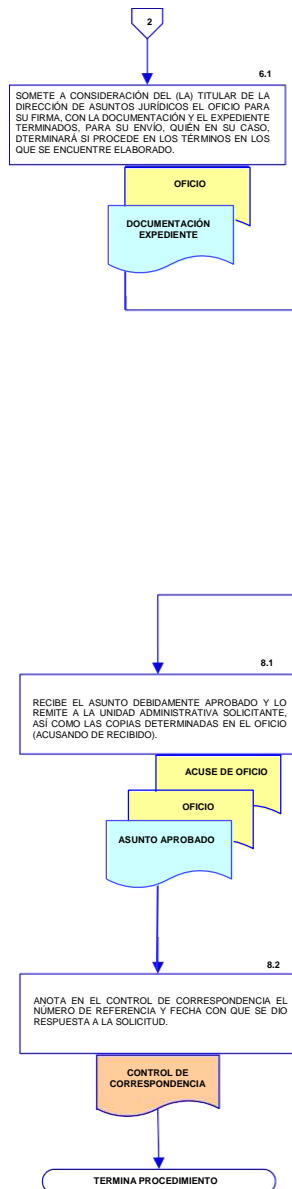 2
6.1
SOMETE A CONSIDERACIÓN DEL (LA) TITULAR DE LA
DIRECCIÓN DE ASUNTOS JURÍDICOS EL OFICIO PARA
SU FIRMA, CON LA DOCUMENTACIÓN Y EL EXPEDIENTE
TERMINADOS, PARA SU ENVÍO, QUIÉN EN SU CASO,
DTERMINARÁ SI PROCEDE EN LOS TÉRMINOS EN LOS
QUE SE ENCUENTRE ELABORADO.
OFICIO
DOCUMENTACIÓN
EXPEDIENTE
8.1
RECIBE EL ASUNTO DEBIDAMENTE APROBADO Y LO
REMITE A LA UNIDAD ADMINISTRATIVA SOLICITANTE,
ASÍ COMO LAS COPIAS DETERMINADAS EN EL OFICIO
(ACUSANDO DE RECIBIDO).
ACUSE DE OFICIO
OFICIO
ASUNTO APROBADO
8.2
ANOTA EN EL CONTROL DE CORRESPONDENCIA EL
NÚMERO DE REFERENCIA Y FECHA CON QUE SE DIO
RESPUESTA A LA SOLICITUD.
CONTROL DE
CORRESPONDENCIA
TERMINA PROCEDIMIENTO